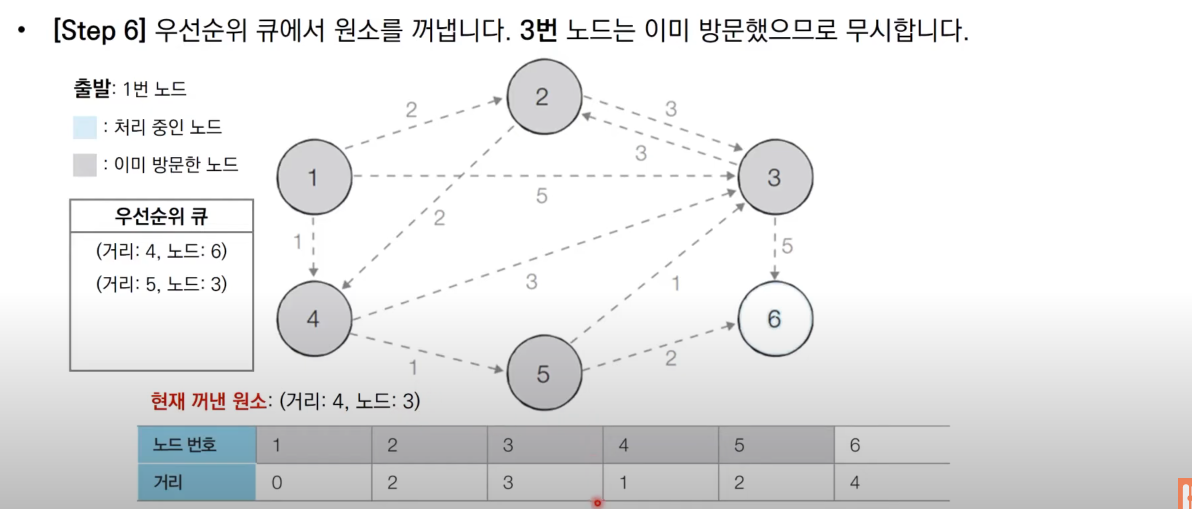 • [Step 6] 우선순위 큐에서 원소를 꺼냅니다. 3번 노드는 이미 방문했으므로 무시합니다.
출발: 1번 노드
: 처리 중인 노드
: 이미 방문한 노드
우선순위 큐
(거리: 4, 노드: 6)
(거리: 5, 노드: 3)
2
2
3
3
1
5
3
2
1
5
4
3
1
6
1
5
2
현재 꺼낸 원소: (거리: 4, 노드: 3)
노드 번호 1 2 3 4 5 6
거리 0 2 3 1 2 4